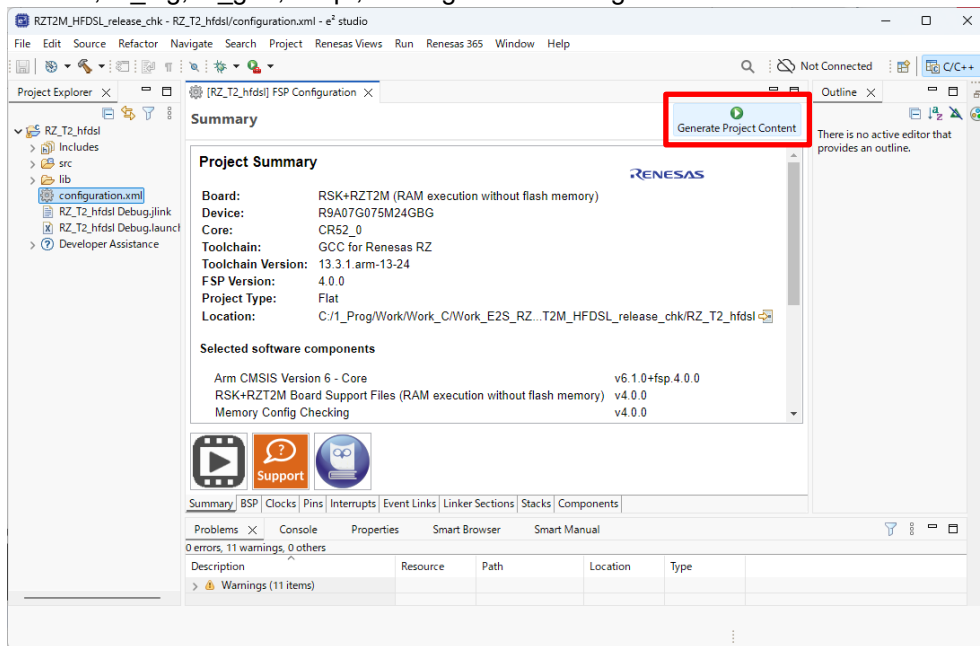 RZT2M_HFDSL_release_chk - RZ_T2_hfdsl/configuration.xml - e² studio
File Edit Source Refactor Navigate Search Project Renesas Views Run Renesas 365 Window Help
Not Connected C/C++
Project Explorer [RZ_T2_hfdsl] FSP Configuration Outline
Summary
Generate Project Content
There is no active editor that
provides an outline.
RZ_T2_hfdsl
Includes
src
lib
configuration.xml
RZ_T2_hfdsl Debug.jlink
RZ_T2_hfdsl Debug.launch
Developer Assistance
Project Summary
RENESAS
Board: RSK+RZT2M (RAM execution without flash memory)
Device: R9A07G075M24GBG
Core: CR52_0
Toolchain: GCC for Renesas RZ
Toolchain Version: 13.3.1.arm-13-24
FSP Version: 4.0.0
Project Type: Flat
Location: C:/1_Prog/Work/Work_C/Work_E2S_RZ...T2M_HFDSL_release_chk/RZ_T2_hfdsl
Selected software components
Arm CMSIS Version 6 - Core v6.1.0+fsp.4.0.0
RSK+RZT2M Board Support Files (RAM execution without flash memory) v4.0.0
Memory Config Checking v4.0.0
Support
Summary BSP Clocks Pins Interrupts Event Links Linker Sections Stacks Components
Problems Console Properties Smart Browser Smart Manual
0 errors, 11 warnings, 0 others
Description Resource Path Location Type
Warnings (11 items)